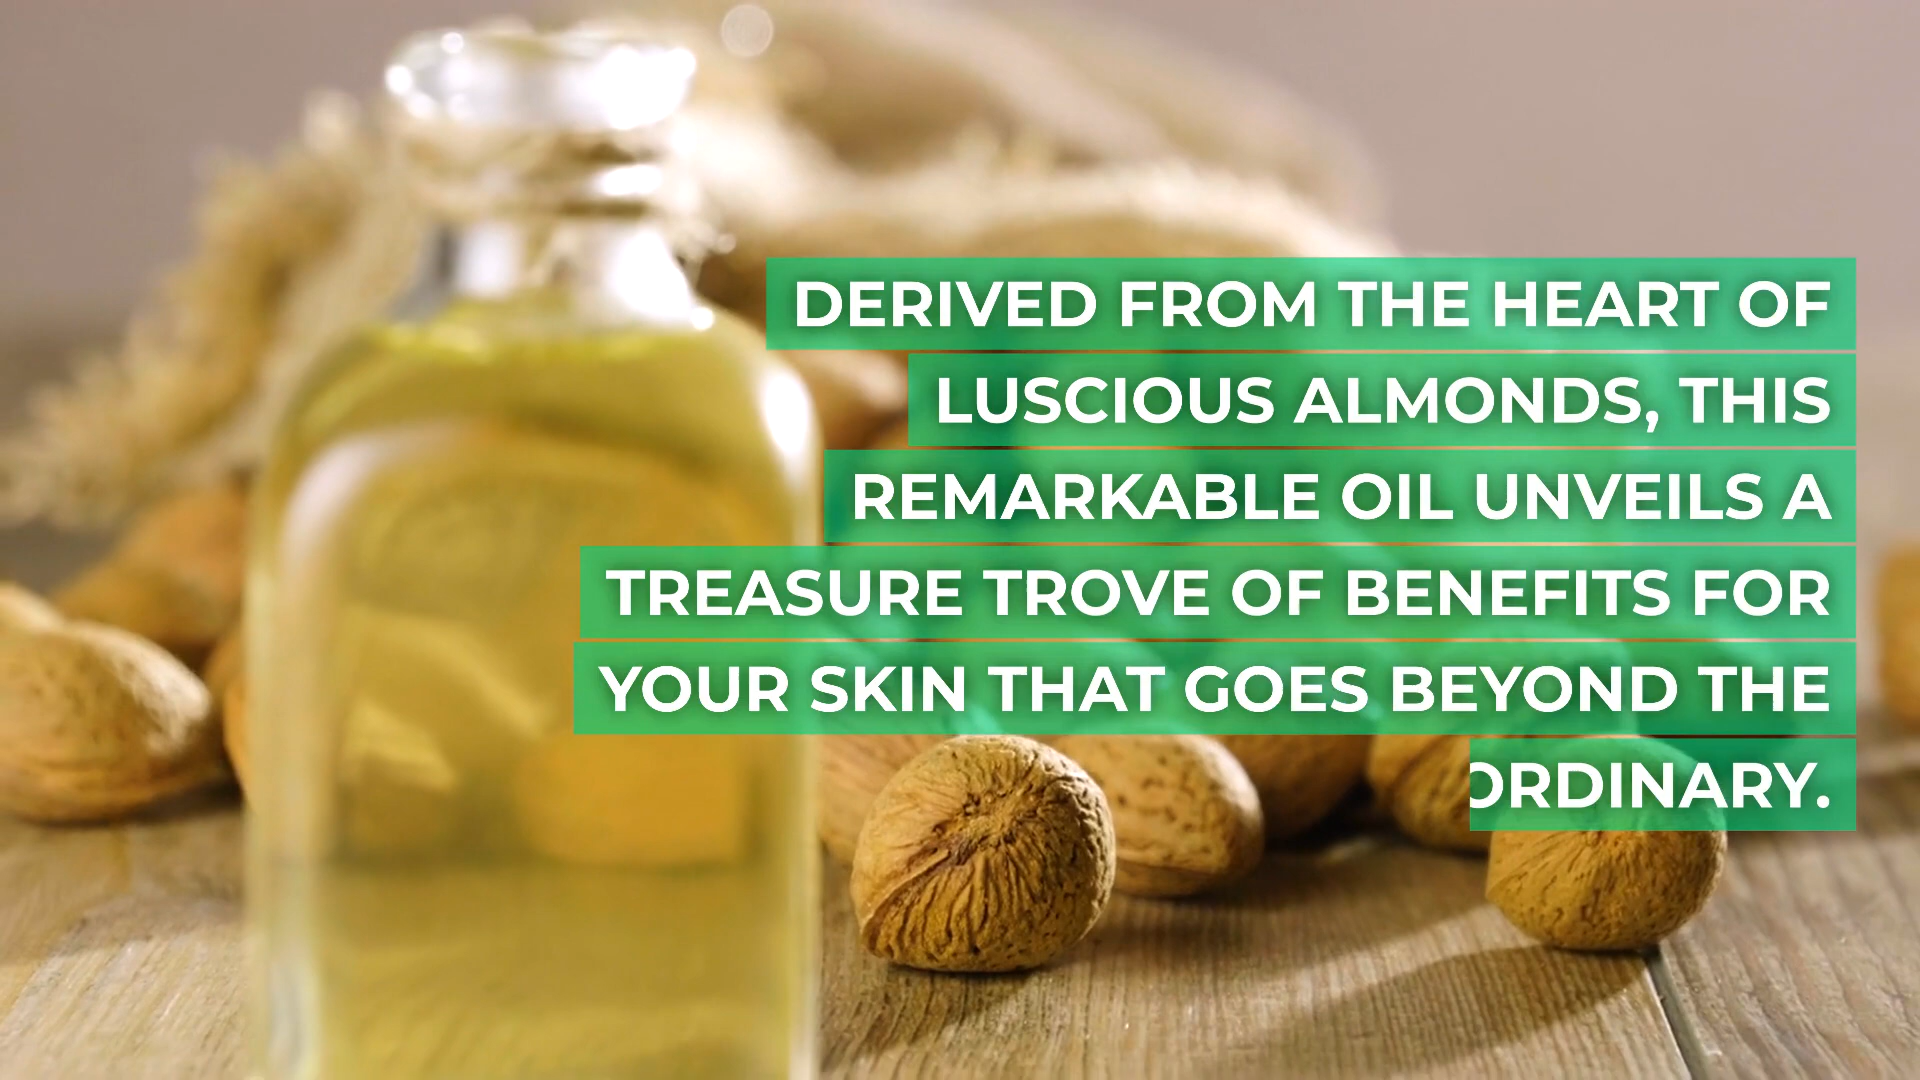 DERIVED FROM THE HEART OF
LUSCIOUS ALMONDS, THIS
REMARKABLE OIL UNVEILS A
TREASURE TROVE OF BENEFITS FOR
YOUR SKIN THAT GOES BEYOND THE
ORDINARY.